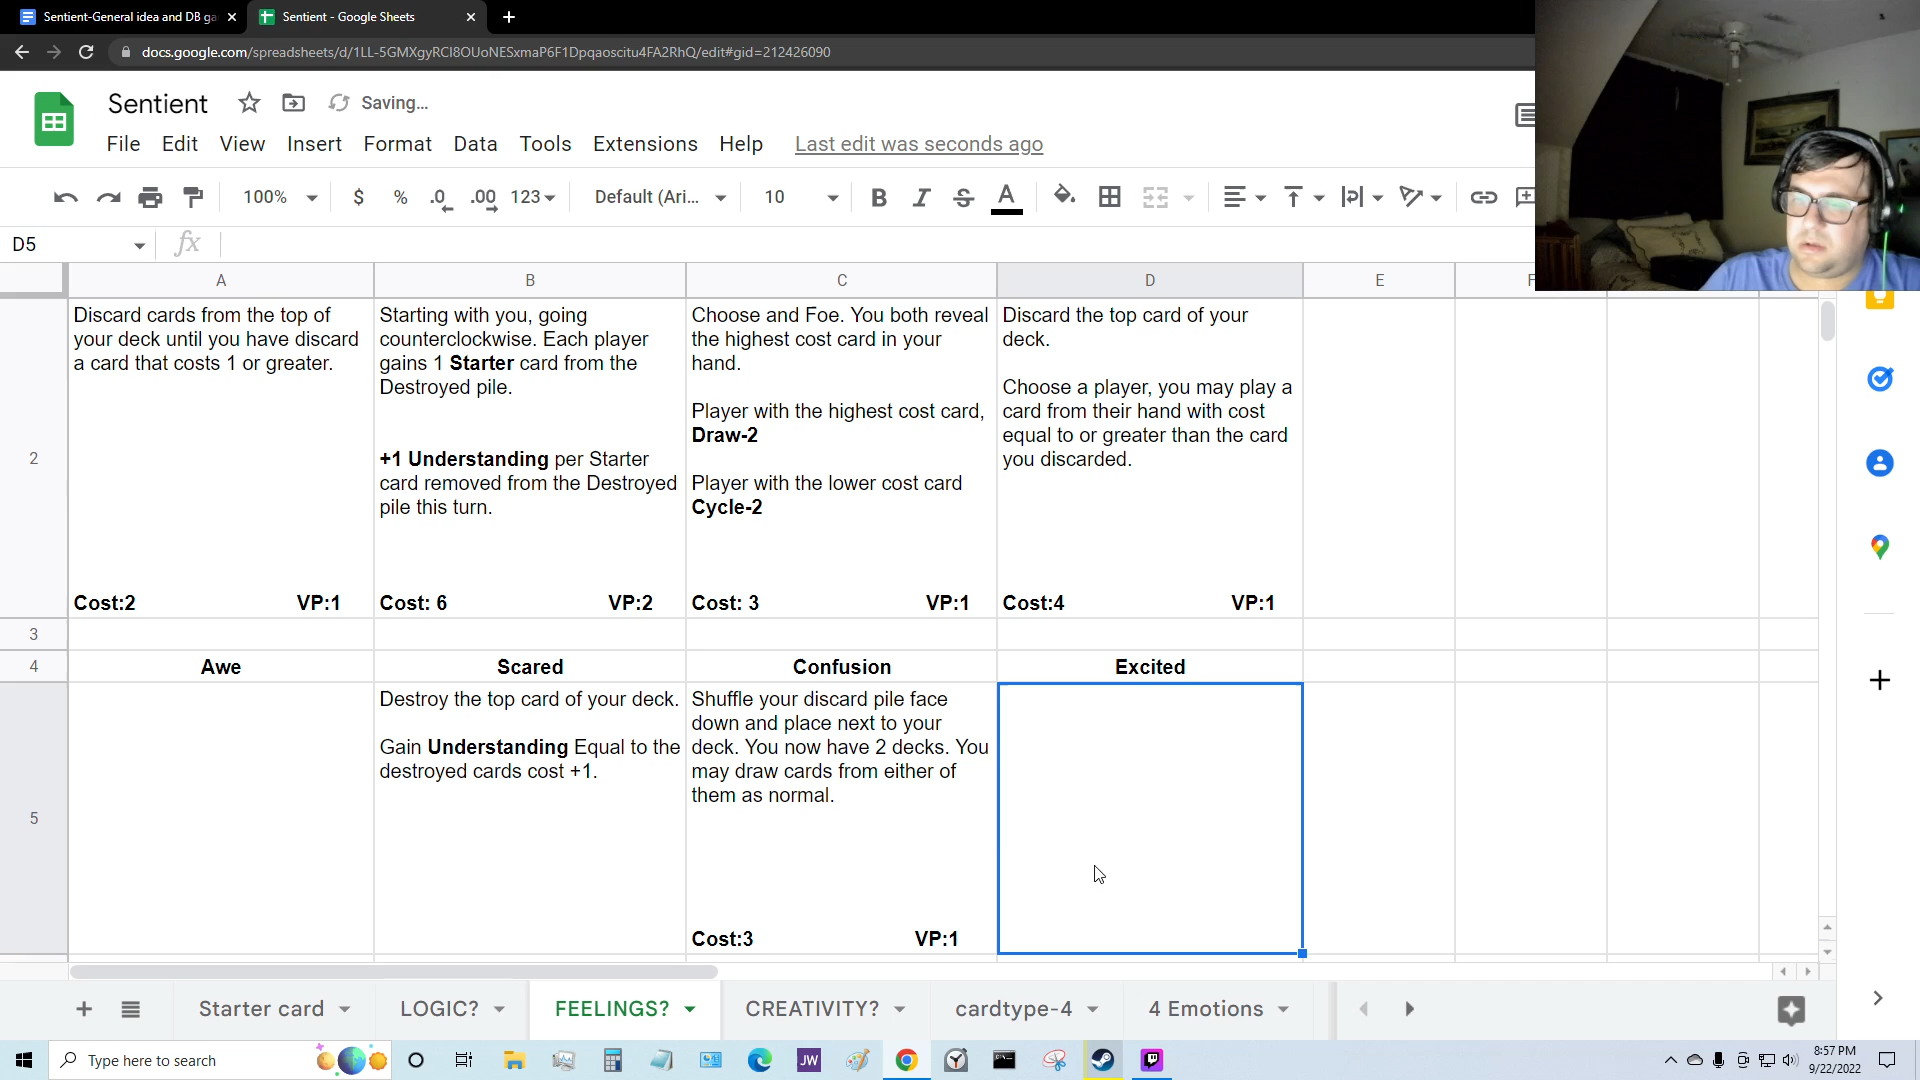 Sentient-General idea and DB ga
Sentient - Google Sheets
docs.google.com/spreadsheets/d/1LL-5GMXgyRCI8OUoNESxmaP6F1Dpqaoscitu4FA2RhQ/edit#gid=212426090
Sentient
Saving...
File Edit View Insert Format Data Tools Extensions Help Last edit was seconds ago
100% $ % .0 .00 123 Default (Ari... 10 B I S A
D5 fx
A B C D E F
2
Discard cards from the top of
your deck until you have discard
a card that costs 1 or greater.
Cost:2 VP:1
Starting with you, going
counterclockwise. Each player
gains 1 Starter card from the
Destroyed pile.
+1 Understanding per Starter
card removed from the Destroyed
pile this turn.
Cost: 6 VP:2
Choose and Foe. You both reveal
the highest cost card in your
hand.
Player with the highest cost card,
Draw-2
Player with the lower cost card
Cycle-2
Cost: 3 VP:1
Discard the top card of your
deck.
Choose a player, you may play a
card from their hand with cost
equal to or greater than the card
you discarded.
Cost:4 VP:1
3
4 Awe Scared Confusion Excited
5
Destroy the top card of your deck.
Gain Understanding Equal to the
destroyed cards cost +1.
Shuffle your discard pile face
down and place next to your
deck. You now have 2 decks. You
may draw cards from either of
them as normal.
Cost:3 VP:1
Starter card LOGIC? FEELINGS? CREATIVITY? cardtype-4 4 Emotions
Type here to search
JW
8:57 PM
9/22/2022